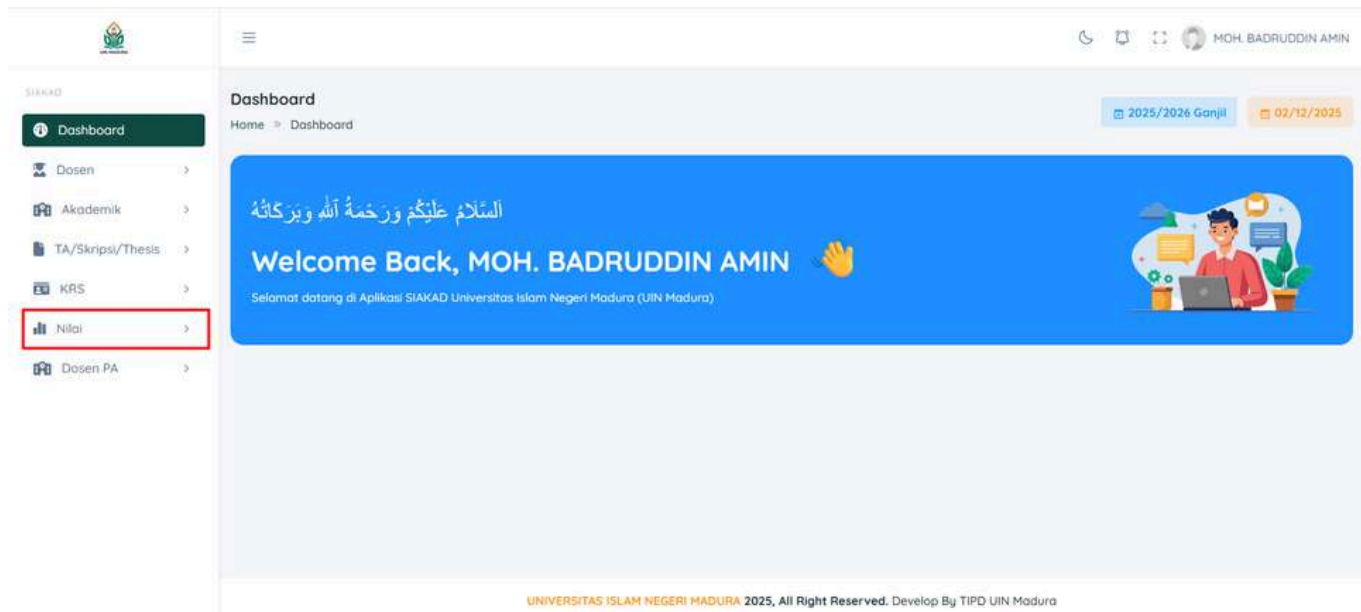 MOH. BADRUDDIN AMIN
SIAKAD
Dashboard
Dosen
Akademik
TA/Skripsi/Thesis
KRS
Nilai
Dosen PA
Dashboard
Home » Dashboard
2025/2026 Ganjil
02/12/2025
اَلسَّلَامُ عَلَيْكُمْ وَرَحْمَةُ اللهِ وَبَرَكَاتُهُ
Welcome Back, MOH. BADRUDDIN AMIN
Selamat datang di Aplikasi SIAKAD Universitas Islam Negeri Madura (UIN Madura)
UNIVERSITAS ISLAM NEGERI MADURA 2025, All Right Reserved. Develop By TIPD UIN Madura